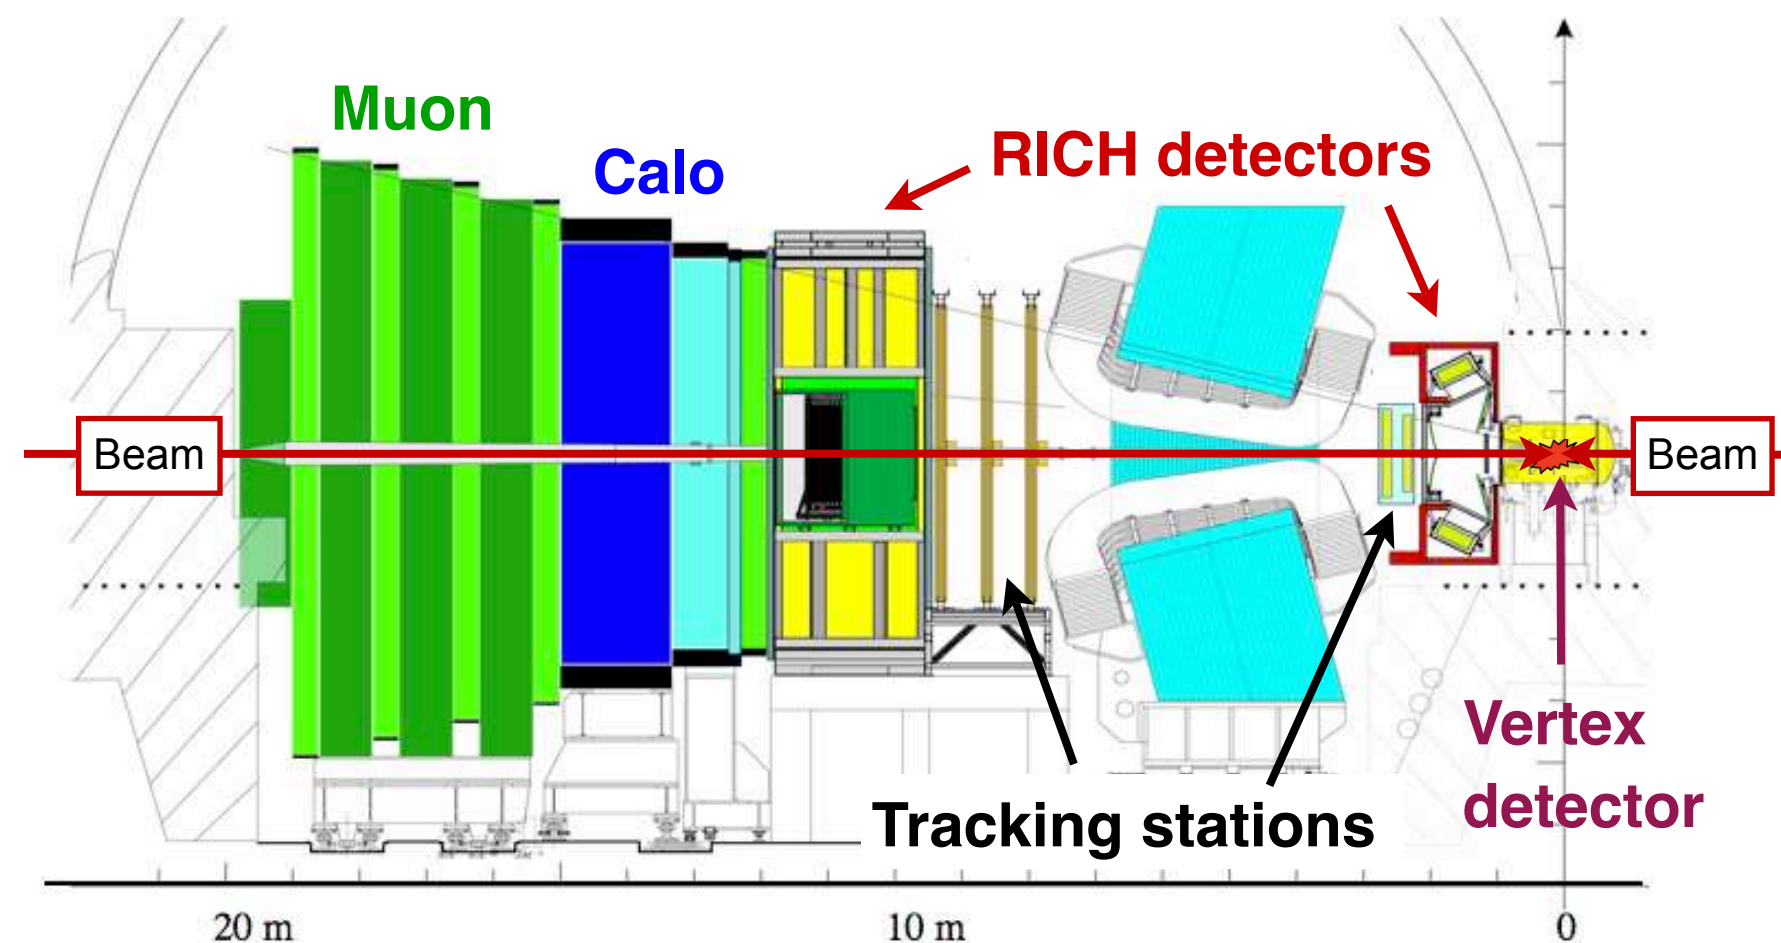 Muon
Calo
RICH detectors
Beam
Beam
Vertex
detector
Tracking stations
20 m
10 m
0